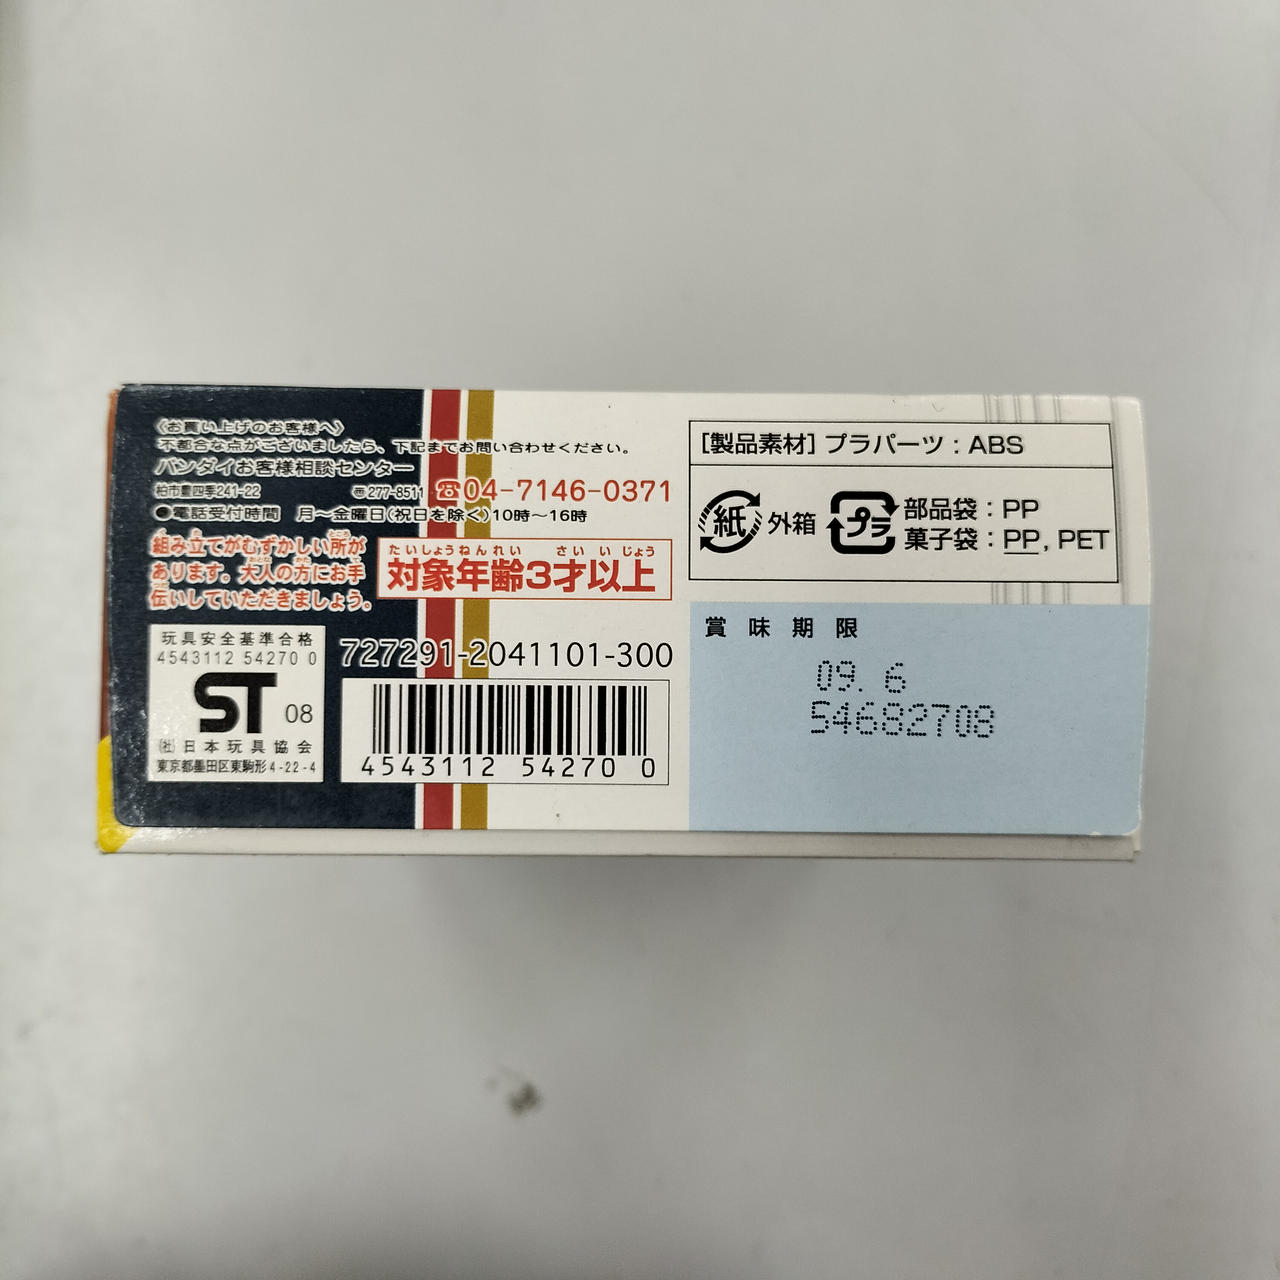 〈お買い上げのお客様へ〉
不都合な点がございましたら、下記までお問い合わせください。
バンダイお客様相談センター
柏市豊四季241-22 〠277-8511 ☎04-7146-0371
●電話受付時間 月～金曜日(祝日を除く)10時～16時
組み立てがむずかしい所が
あります。大人の方にお手
伝いしていただきましょう。
たいしょうねんれい さいいじょう
対象年齢3才以上
玩具安全基準合格
4543112 54270 0
ST 08
(社)日本玩具協会
東京都墨田区東駒形4-22-4
727291-2041101-300
4543112 54270 0
[製品素材] プラパーツ : ABS
紙 外箱
プラ 部品袋 : PP
菓子袋 : PP, PET
賞味期限
09. 6
54682708